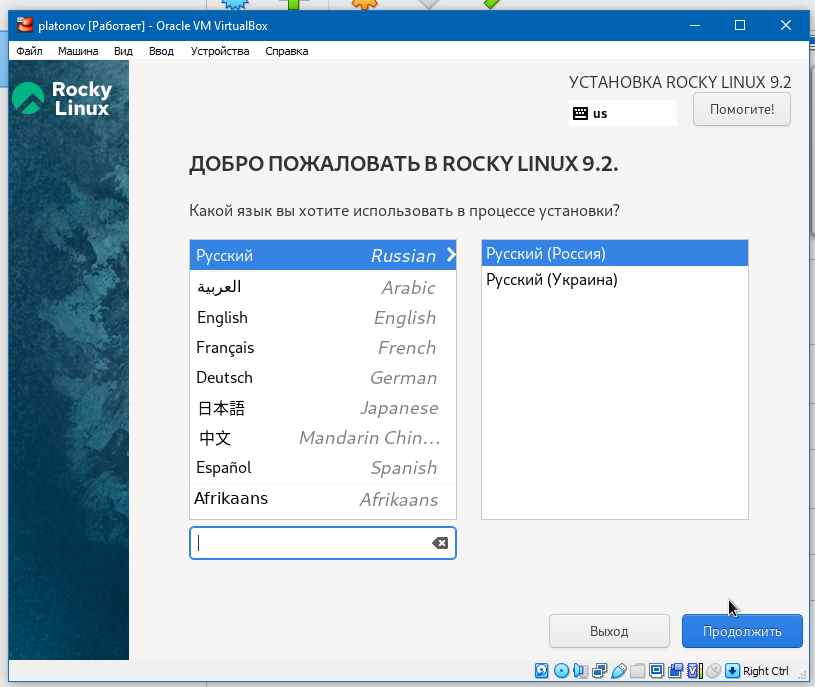 platonov [Работает] - Oracle VM VirtualBox
Файл Машина Вид Ввод Устройства Справка
Rocky
Linux
УСТАНОВКА ROCKY LINUX 9.2
us
Помогите!
ДОБРО ПОЖАЛОВАТЬ В ROCKY LINUX 9.2.
Какой язык вы хотите использовать в процессе установки?
Русский Russian
العربية Arabic
English English
Français French
Deutsch German
日本語 Japanese
中文 Mandarin Chin...
Español Spanish
Afrikaans Afrikaans
Русский (Россия)
Русский (Украина)
Выход
Продолжить
Right Ctrl